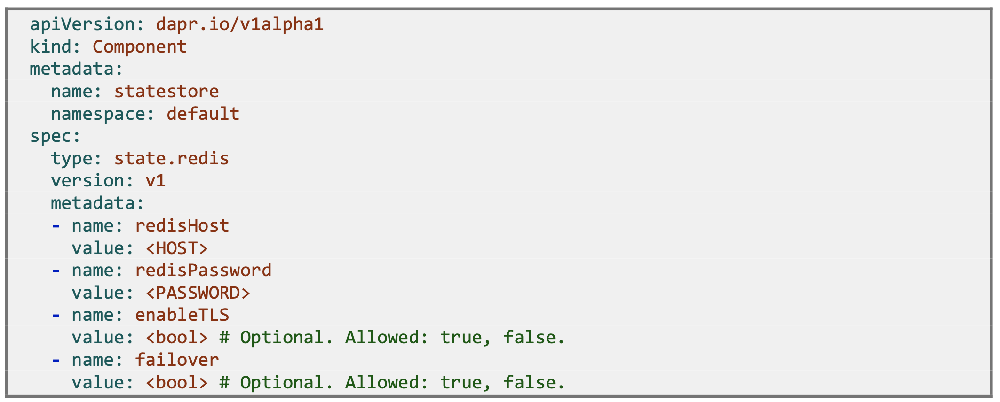 apiVersion: dapr.io/v1alpha1
kind: Component
metadata:
  name: statestore
  namespace: default
spec:
  type: state.redis
  version: v1
  metadata:
  - name: redisHost
    value: <HOST>
  - name: redisPassword
    value: <PASSWORD>
  - name: enableTLS
    value: <bool> # Optional. Allowed: true, false.
  - name: failover
    value: <bool> # Optional. Allowed: true, false.